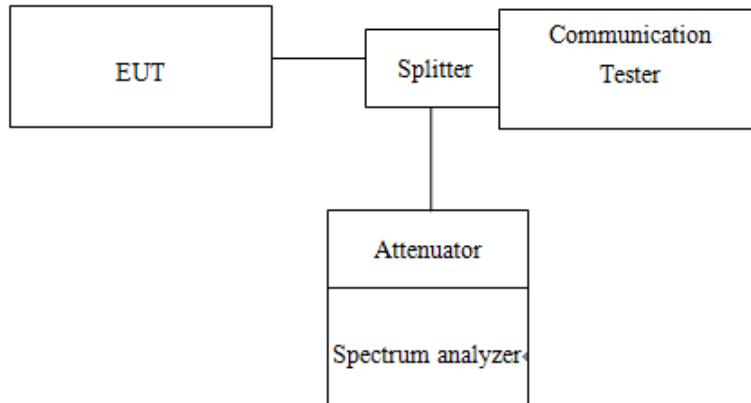 EUT
Splitter
Communication
Tester
Attenuator
Spectrum analyzer